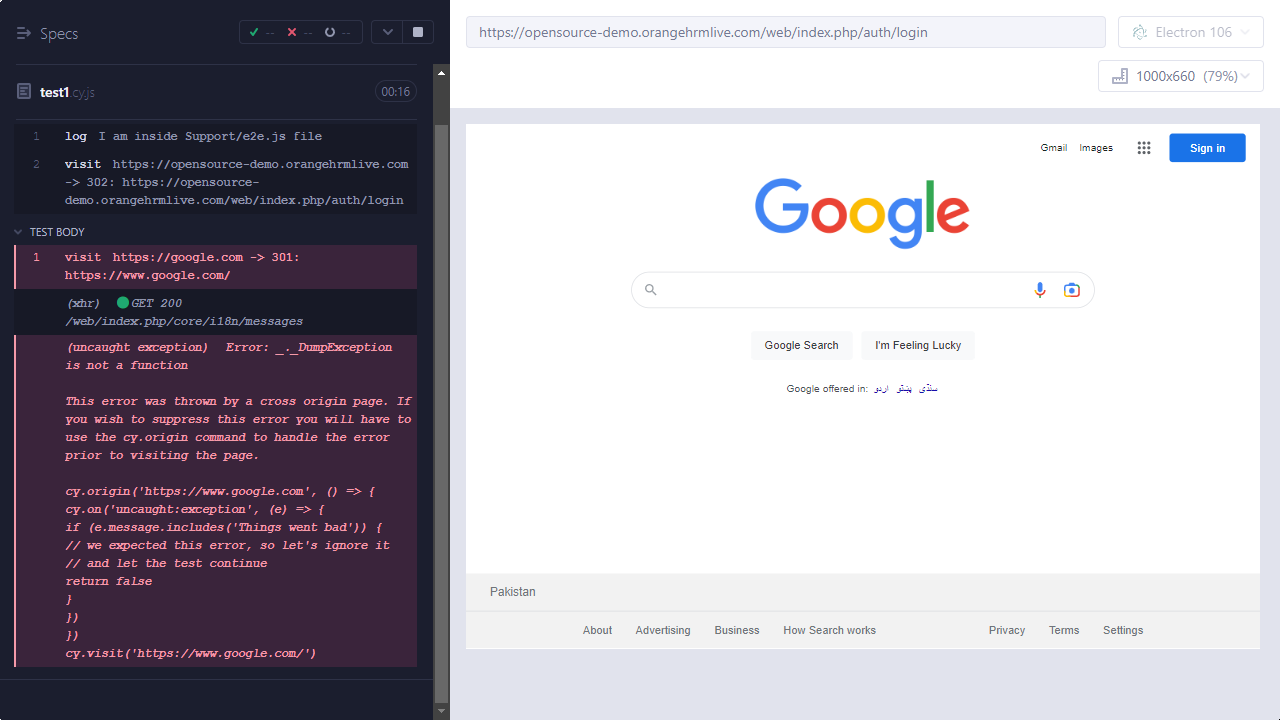 Specs
--
--
--
test1.cy.js
00:16
1 log I am inside Support/e2e.js file
2 visit https://opensource-demo.orangehrmlive.com
-> 302: https://opensource-
demo.orangehrmlive.com/web/index.php/auth/login
TEST BODY
1 visit https://google.com -> 301:
https://www.google.com/
(xhr) GET 200
/web/index.php/core/i18n/messages
(uncaught exception) Error: _._DumpException
is not a function
This error was thrown by a cross origin page. If
you wish to suppress this error you will have to
use the cy.origin command to handle the error
prior to visiting the page.
cy.origin('https://www.google.com', () => {
cy.on('uncaught:exception', (e) => {
if (e.message.includes('Things went bad')) {
// we expected this error, so let's ignore it
// and let the test continue
return false
}
})
})
cy.visit('https://www.google.com/')
https://opensource-demo.orangehrmlive.com/web/index.php/auth/login
Electron 106
1000x660 (79%)
Gmail Images
Sign in
Google
Google Search I'm Feeling Lucky
Google offered in: اردو پښتو سنڌي
Pakistan
About Advertising Business How Search works Privacy Terms Settings